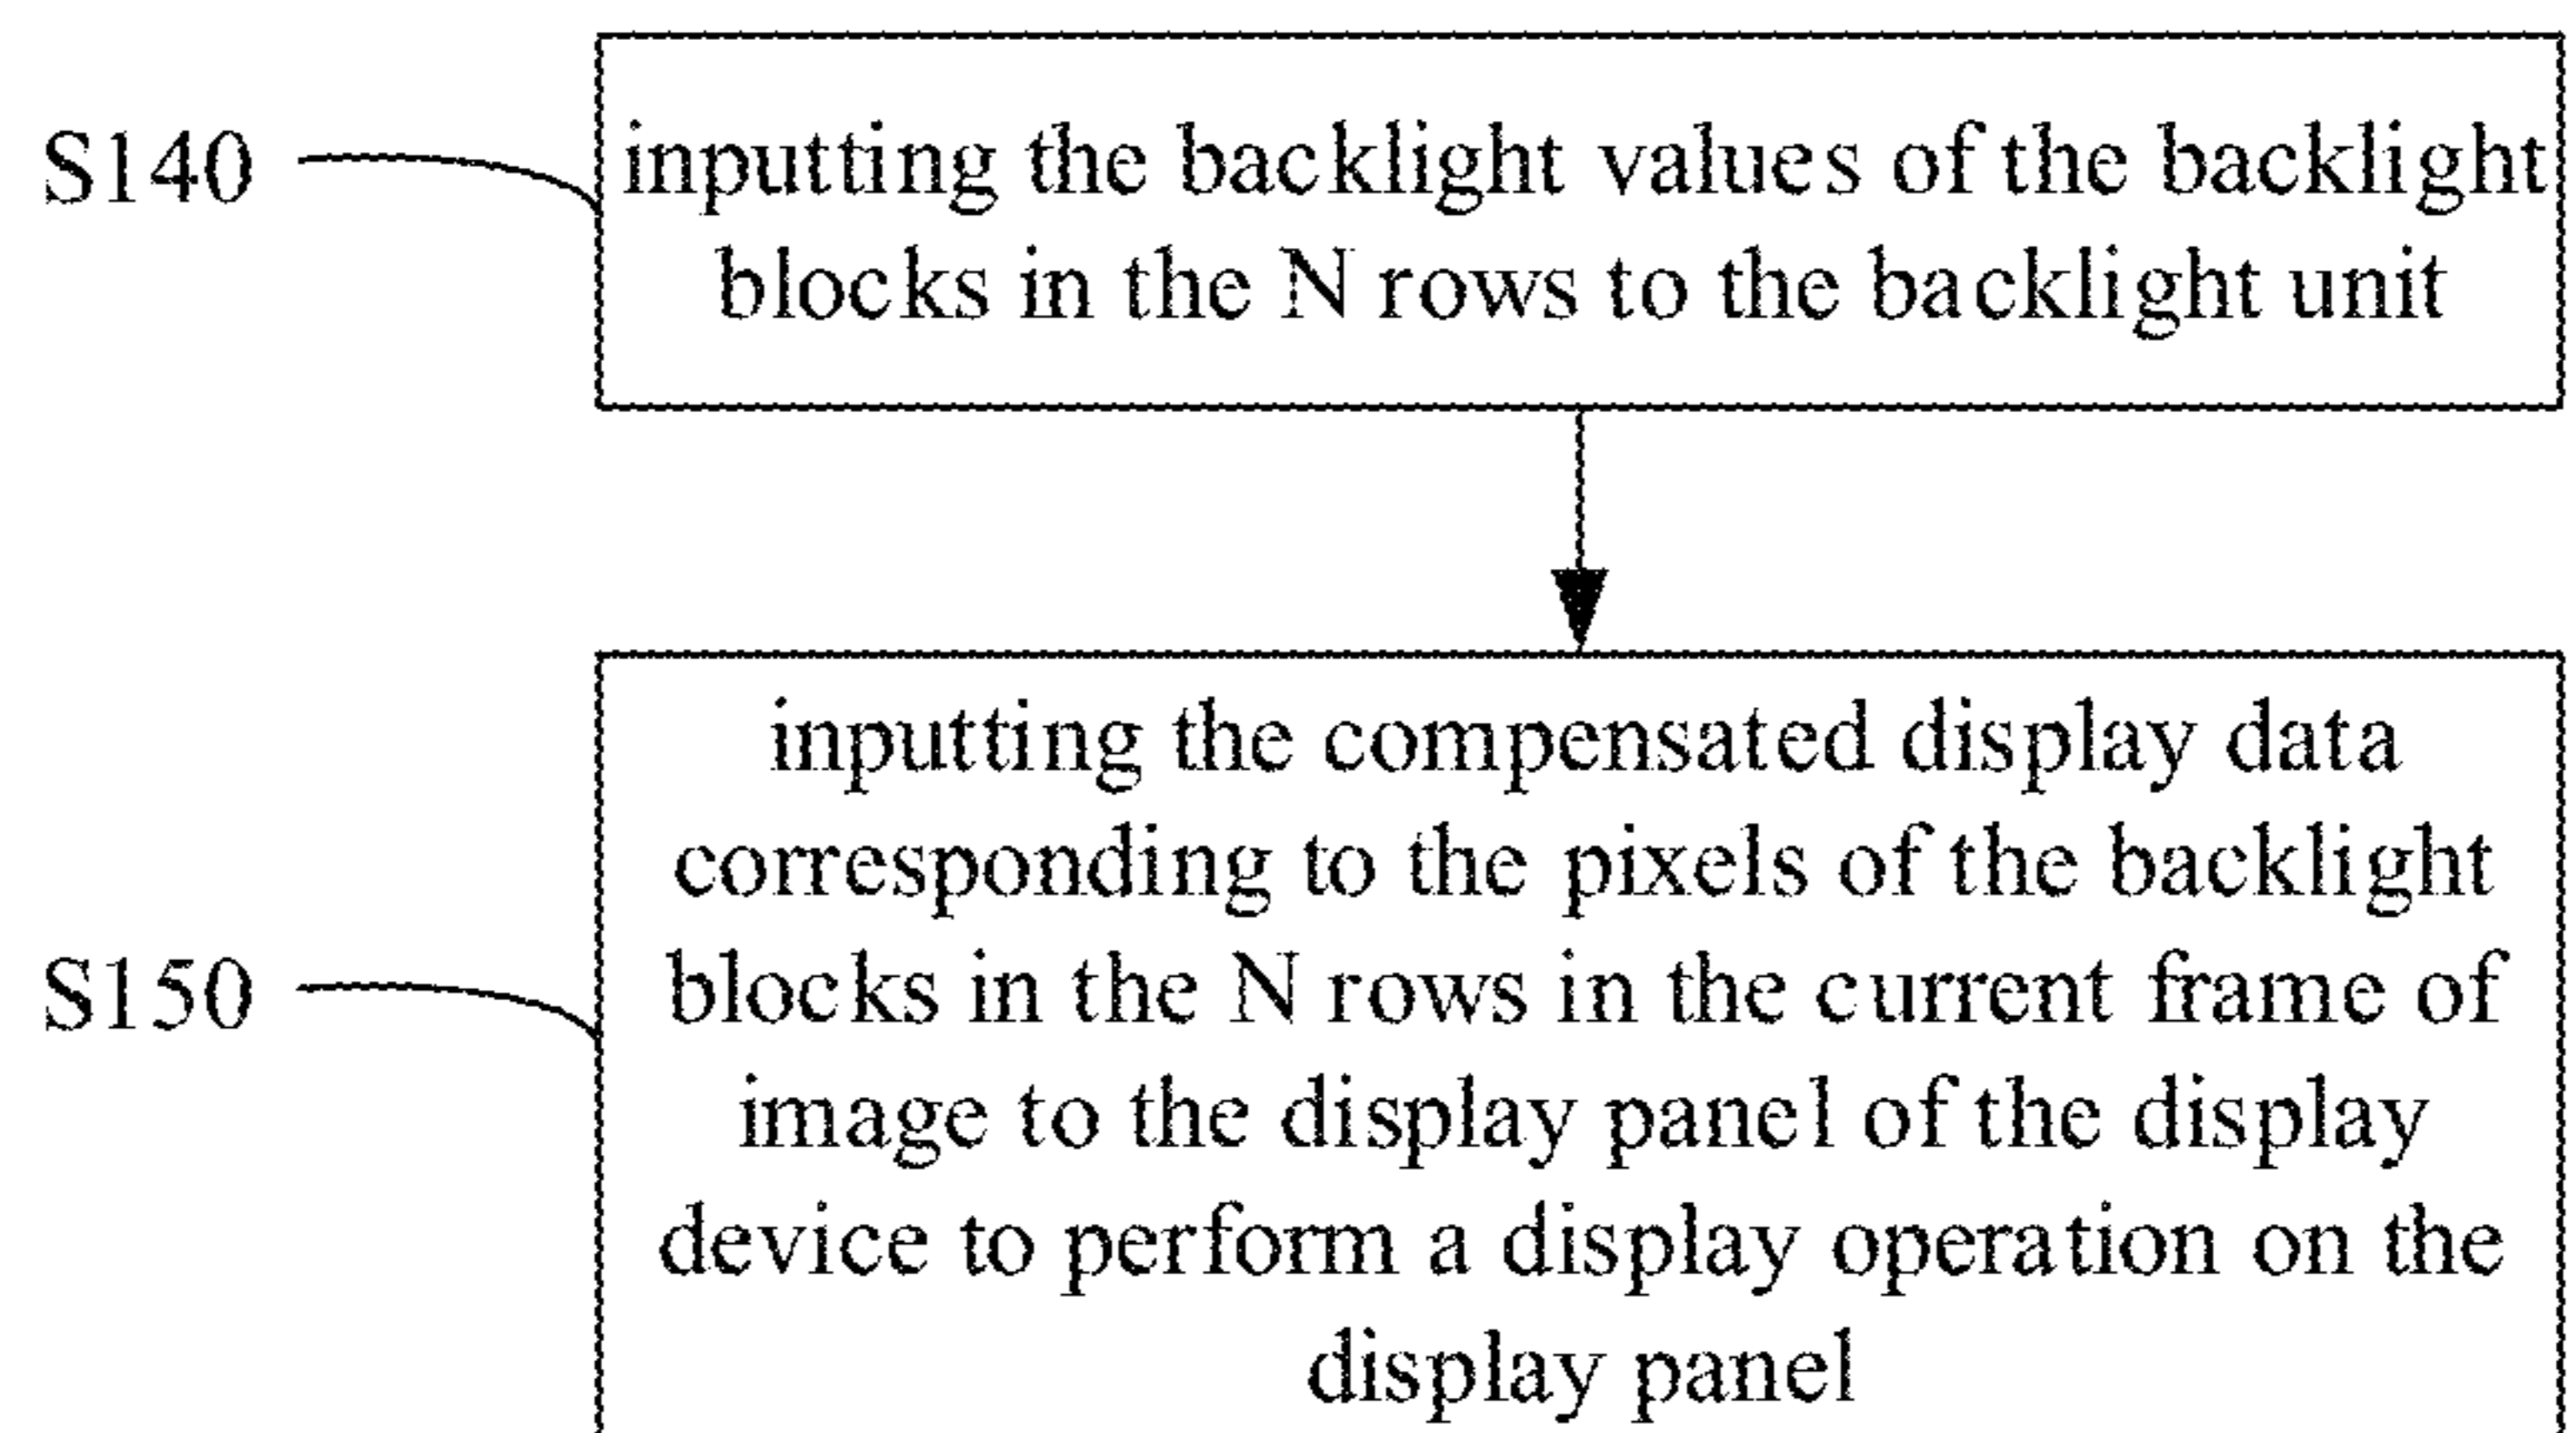 S140
inputting the backlight values of the backlight
blocks in the N rows to the backlight unit
S150
inputting the compensated display data
corresponding to the pixels of the backlight
blocks in the N rows in the current frame of
image to the display panel of the display
device to perform a display operation on the
display panel